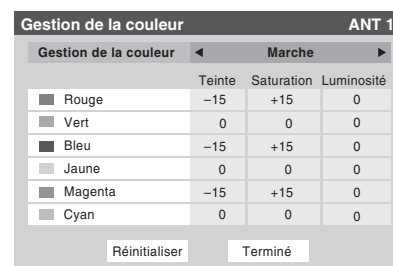 Gestion de la couleur ANT 1
Gestion de la couleur ◀ Marche ▶
Teinte Saturation Luminosité
Rouge −15 +15 0
Vert 0 0 0
Bleu −15 +15 0
Jaune 0 0 0
Magenta −15 +15 0
Cyan 0 0 0
Réinitialiser Terminé